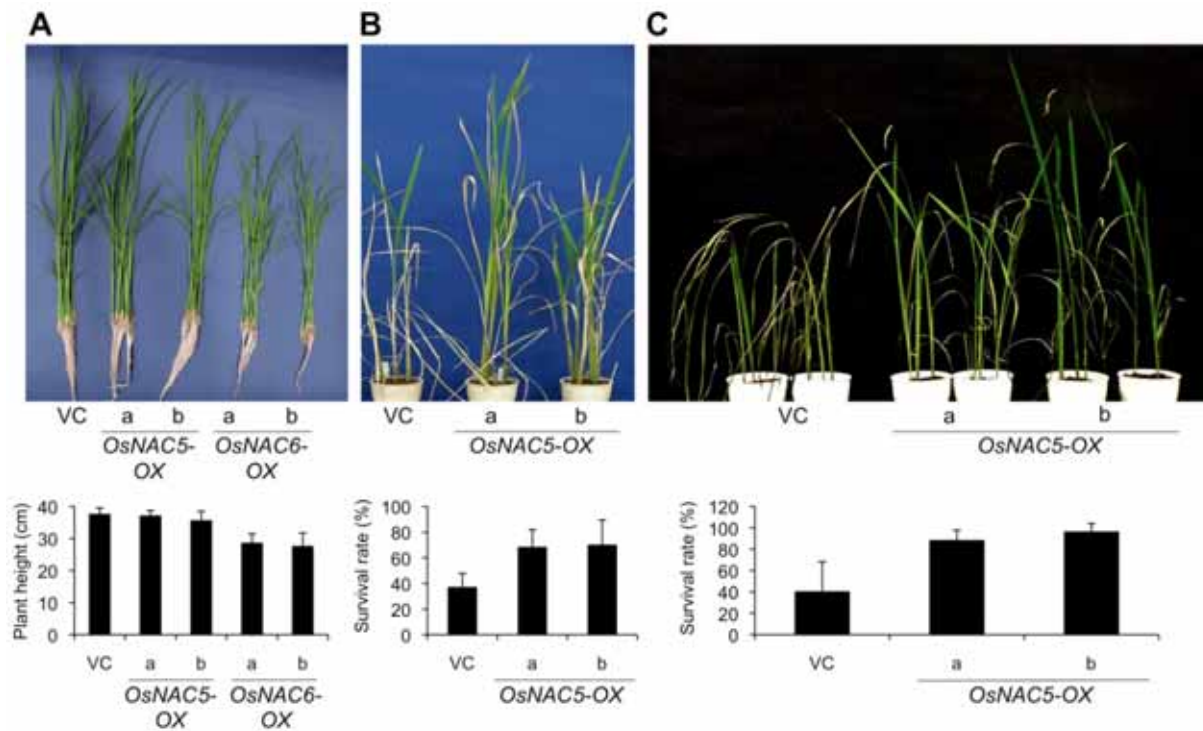 A
B
C
VC a b a b
OsNAC5-OX OsNAC6-OX
VC a b
OsNAC5-OX
VC a b
OsNAC5-OX
Plant height (cm)
40
30
20
10
0
VC a b a b
OsNAC5-OX OsNAC6-OX
Survival rate (%)
100
80
60
40
20
0
VC a b
OsNAC5-OX
Survival rate (%)
120
100
80
60
40
20
0
VC a b
OsNAC5-OX